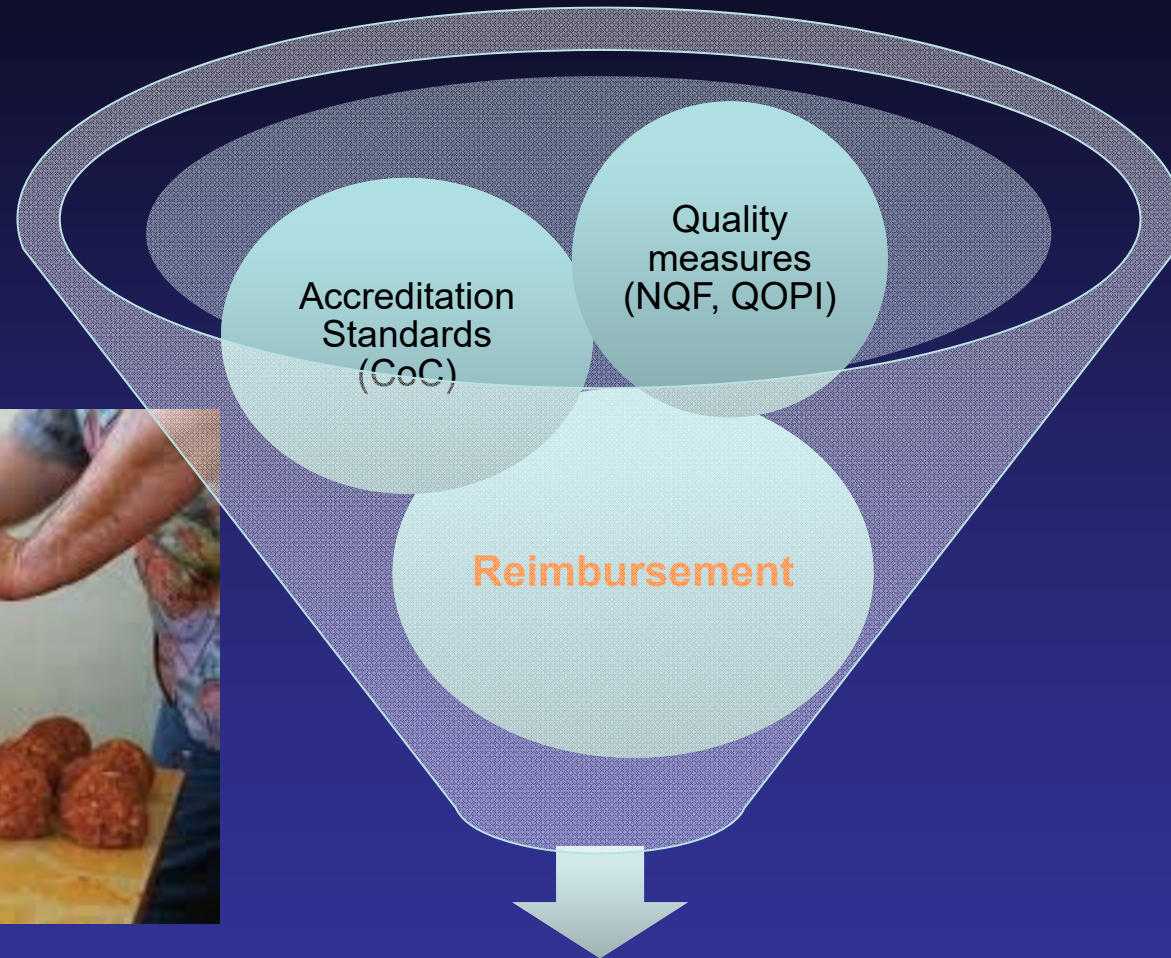 Quality
measures
(NQF, QOPI)
Accreditation
Standards
(CoC)
Reimbursement